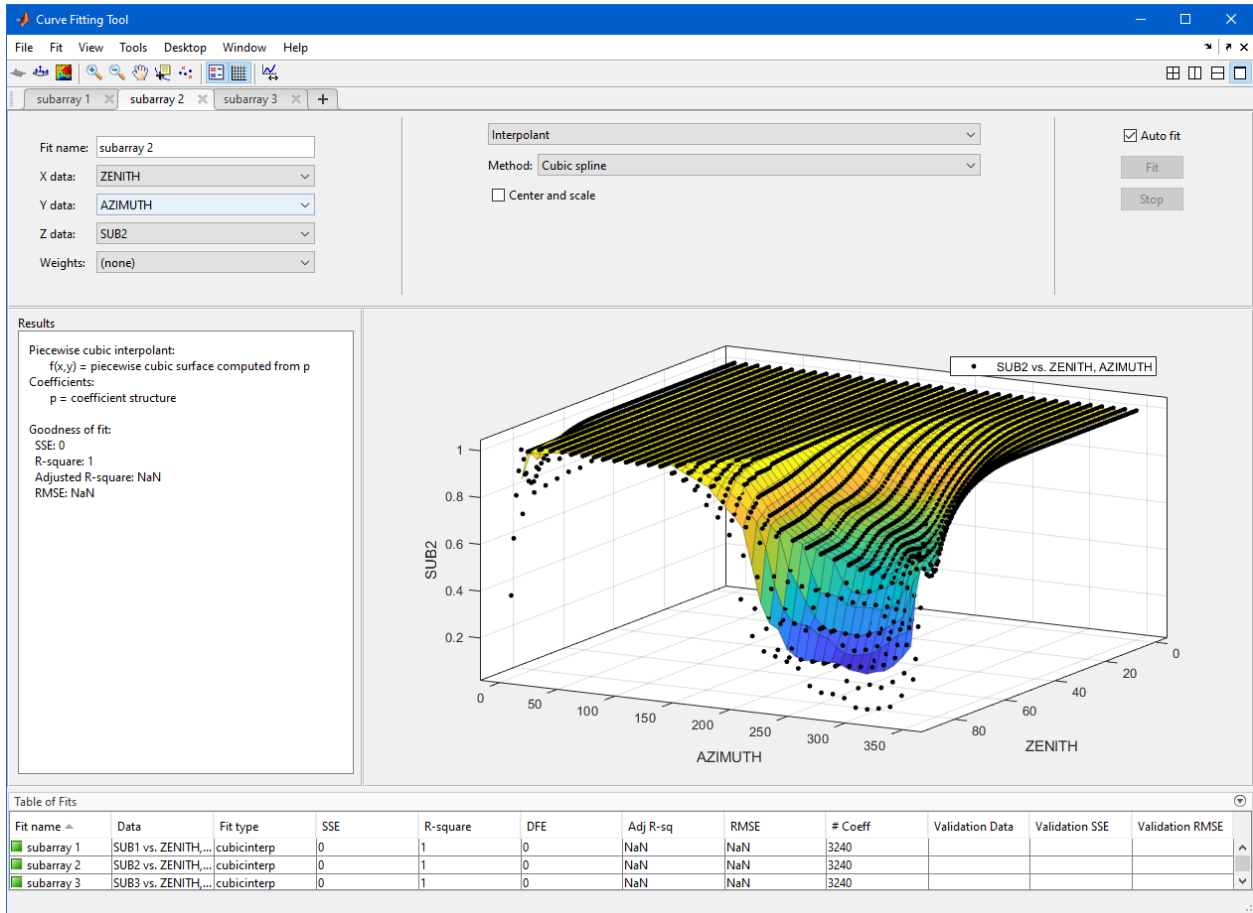 Curve Fitting Tool
File Fit View Tools Desktop Window Help
subarray 1 subarray 2 subarray 3
Fit name: subarray 2
X data: ZENITH
Y data: AZIMUTH
Z data: SUB2
Weights: (none)
Interpolant
Method: Cubic spline
Center and scale
Auto fit
Fit
Stop
Results
Piecewise cubic interpolant:
f(x,y) = piecewise cubic surface computed from p
Coefficients:
p = coefficient structure
Goodness of fit:
SSE: 0
R-square: 1
Adjusted R-square: NaN
RMSE: NaN
SUB2 vs. ZENITH, AZIMUTH
1
0.8
0.6
0.4
0.2
SUB2
0 50 100 150 200 250 300 350
AZIMUTH
80 60 40 20 0
ZENITH
Table of Fits
Fit name Data Fit type SSE R-square DFE Adj R-sq RMSE # Coeff Validation Data Validation SSE Validation RMSE
subarray 1 SUB1 vs. ZENITH,... cubicinterp 0 1 0 NaN NaN 3240
subarray 2 SUB2 vs. ZENITH,... cubicinterp 0 1 0 NaN NaN 3240
subarray 3 SUB3 vs. ZENITH,... cubicinterp 0 1 0 NaN NaN 3240